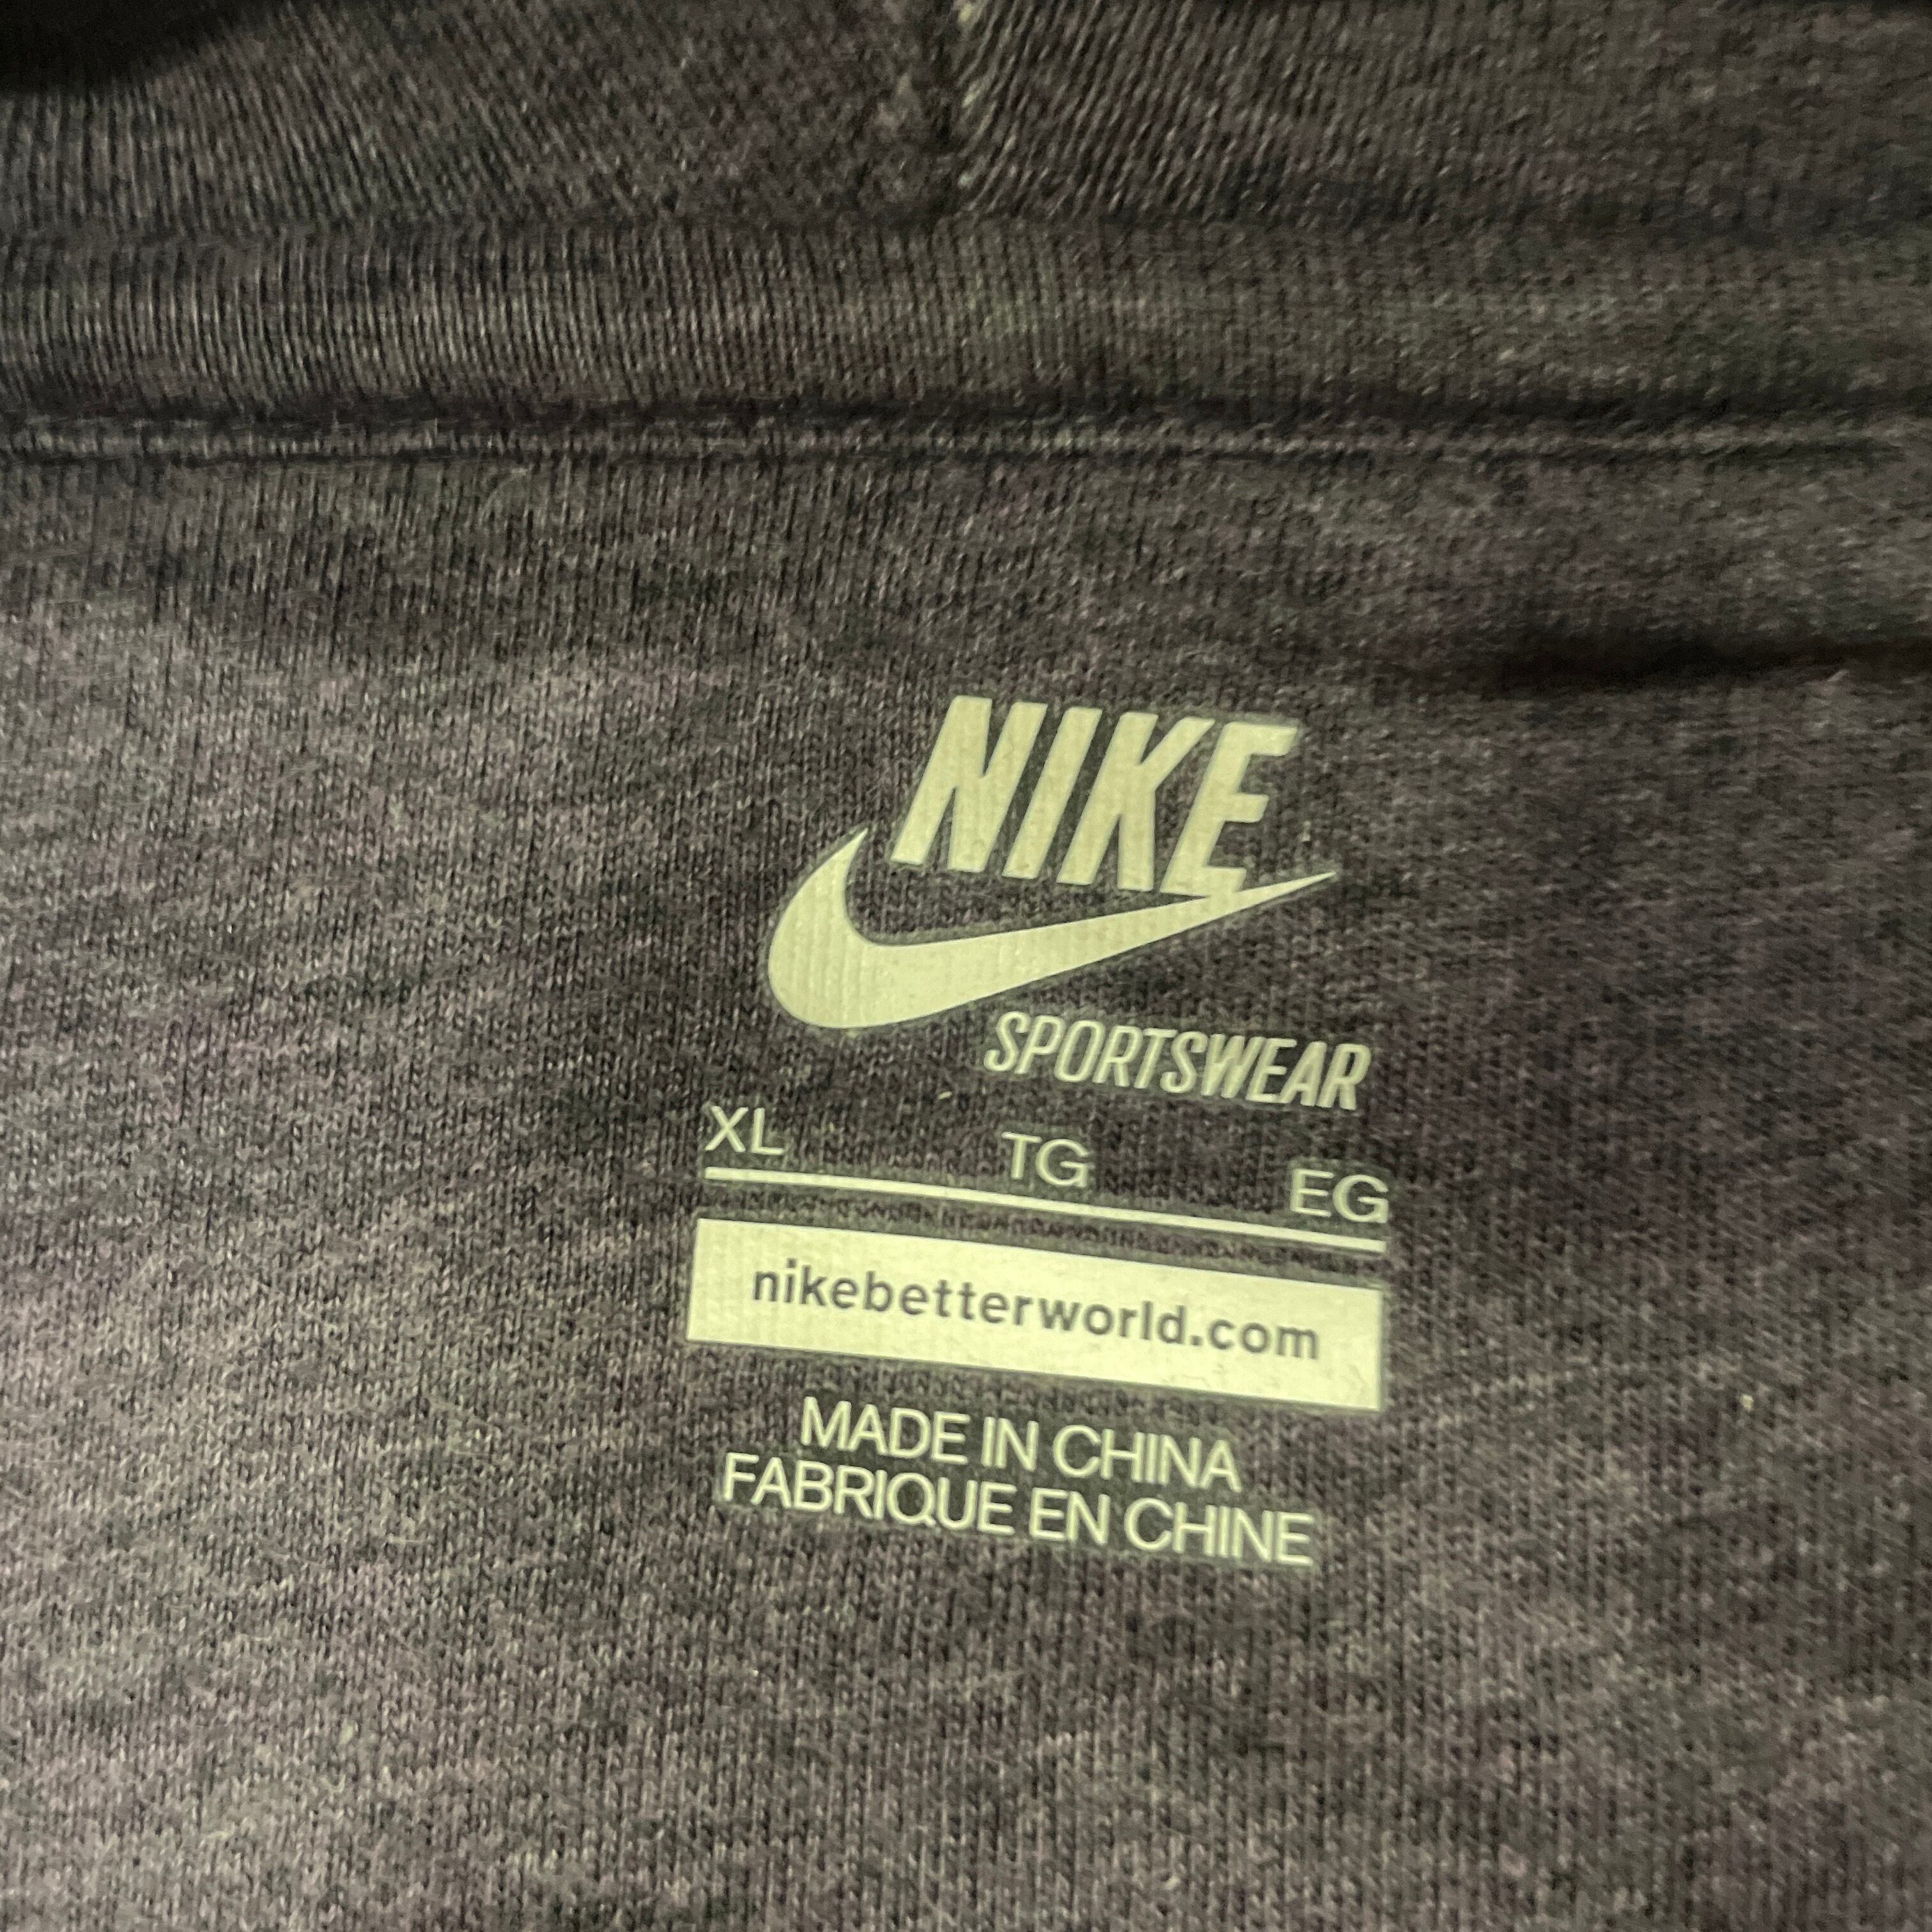 NIKE
SPORTSWEAR
XL TG EG
nikebetterworld.com
MADE IN CHINA
FABRIQUE EN CHINE